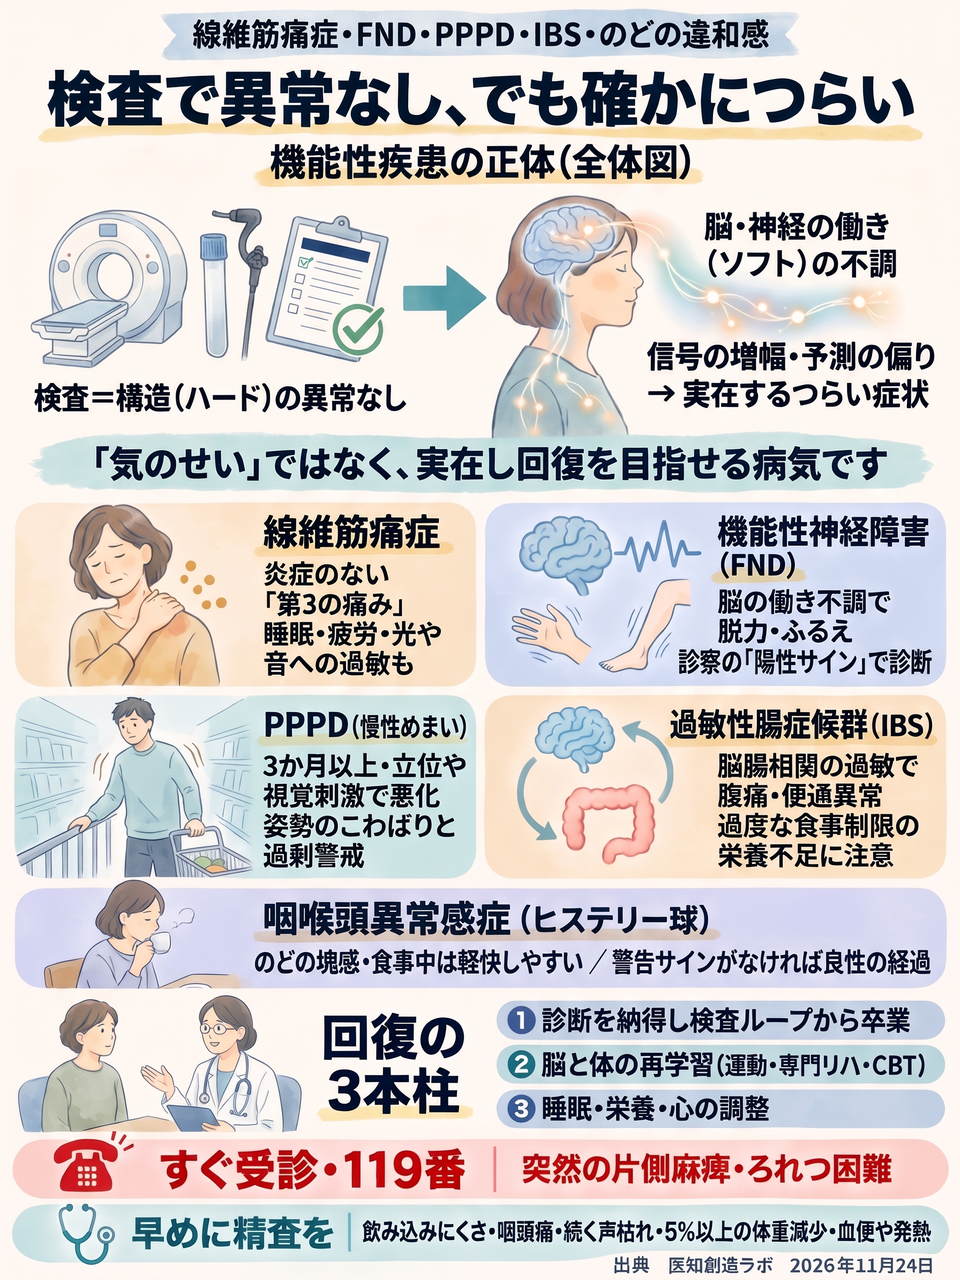 線維筋痛症・FND・PPPD・IBS・のどの違和感
検査で異常なし、でも確かにつらい
機能性疾患の正体(全体図)
検査＝構造(ハード)の異常なし
脳・神経の働き
(ソフト)の不調
信号の増幅・予測の偏り
→ 実在するつらい症状
「気のせい」ではなく、実在し回復を目指せる病気です
線維筋痛症
炎症のない
「第3の痛み」
睡眠・疲労・光や
音への過敏も
機能性神経障害
(FND)
脳の働き不調で
脱力・ふるえ
診察の「陽性サイン」で診断
PPPD(慢性めまい)
3か月以上・立位や
視覚刺激で悪化
姿勢のこわばりと
過剰警戒
過敏性腸症候群(IBS)
脳腸相関の過敏で
腹痛・便通異常
過度な食事制限の
栄養不足に注意
咽喉頭異常感症(ヒステリー球)
のどの塊感・食事中は軽快しやすい／警告サインがなければ良性の経過
回復の
3本柱
1 診断を納得し検査ループから卒業
2 脳と体の再学習(運動・専門リハ・CBT)
3 睡眠・栄養・心の調整
すぐ受診・119番
突然の片側麻痺・ろれつ困難
早めに精査を
飲み込みにくさ・咽頭痛・続く声枯れ・5%以上の体重減少・血便や発熱
出典 医知創造ラボ 2026年11月24日